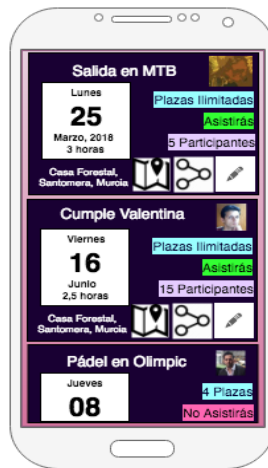 Salida en MTB
Lunes
25
Marzo, 2018
3 horas
Plazas Ilimitadas
Asistirás
5 Participantes
Casa Forestal,
Santomera, Murcia
Cumple Valentina
Viernes
16
Junio
2,5 horas
Plazas Ilimitadas
Asistirás
15 Participantes
Casa Forestal,
Santomera, Murcia
Pádel en Olimpic
Jueves
08
4 Plazas
No Asistirás